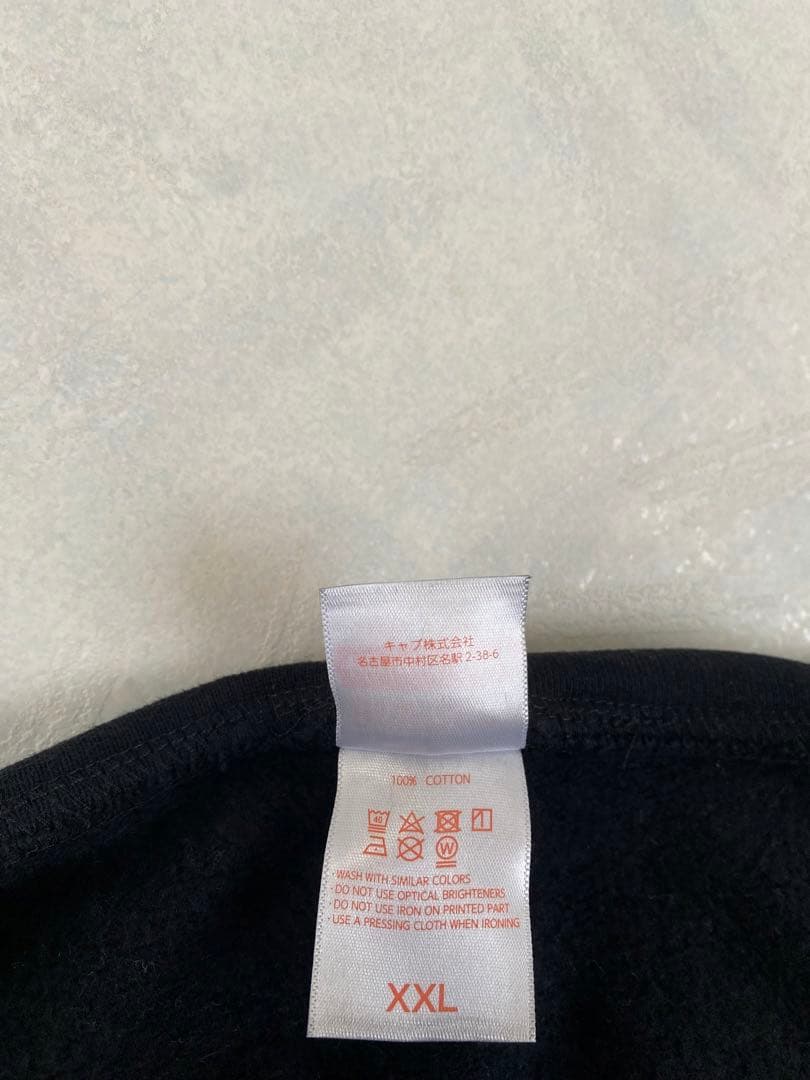 キャブ株式会社
名古屋市中村区名駅 2-38-6
100% COTTON
40
W
·WASH WITH SIMILAR COLORS
·DO NOT USE OPTICAL BRIGHTENERS
·DO NOT USE IRON ON PRINTED PART
·USE A PRESSING CLOTH WHEN IRONING
XXL